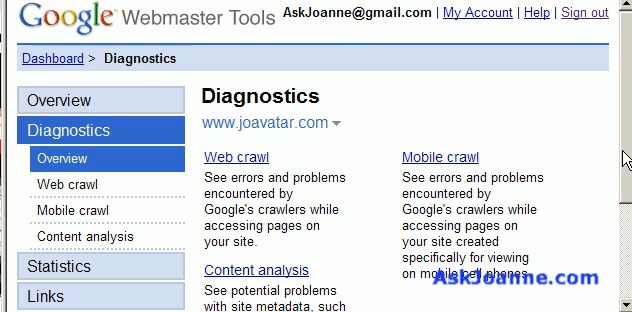 Google Webmaster Tools
AskJoanne@gmail.com | My Account | Help | Sign out
Dashboard > Diagnostics
Overview
Diagnostics
Overview
Web crawl
Mobile crawl
Content analysis
Statistics
Links
Diagnostics
www.joavatar.com
Web crawl
See errors and problems
encountered by
Google's crawlers while
accessing pages on
your site.
Content analysis
See potential problems
with site metadata, such
Mobile crawl
See errors and problems
encountered by
Google's crawlers while
accessing pages on
your site created
specifically for viewing
on mobile cell phones.
AskJoanne.com